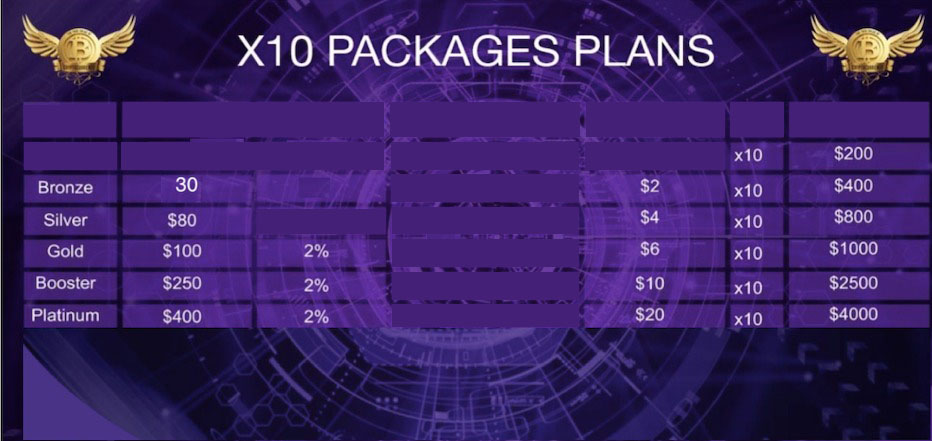 X10 PACKAGES PLANS
x10 $200
Bronze 30 $2 x10 $400
Silver $80 $4 x10 $800
Gold $100 2% $6 x10 $1000
Booster $250 2% $10 x10 $2500
Platinum $400 2% $20 x10 $4000